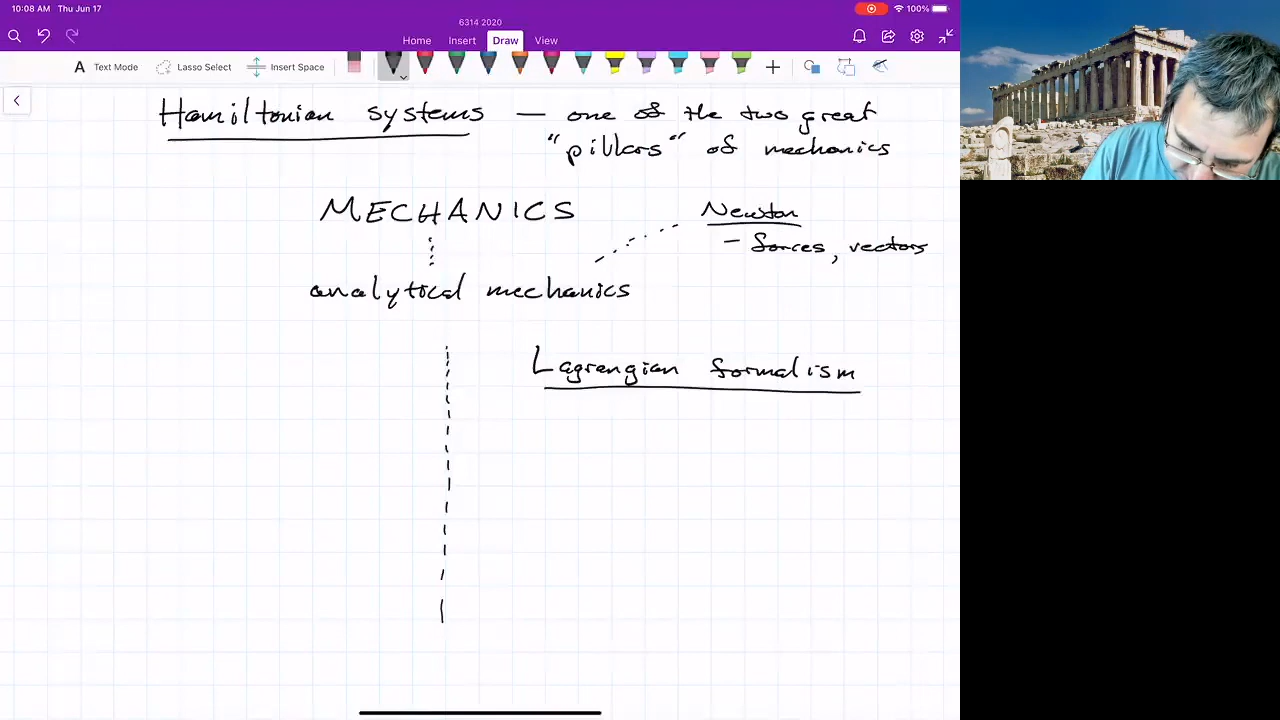 10:08 AM Thu Jun 17
100%
6314 2020
Home Insert Draw View
Text Mode Lasso Select Insert Space
Hamiltonian systems — one of the two great
"pillars" of mechanics
MECHANICS
Newton
- forces, vectors
analytical mechanics
Lagrangian formalism